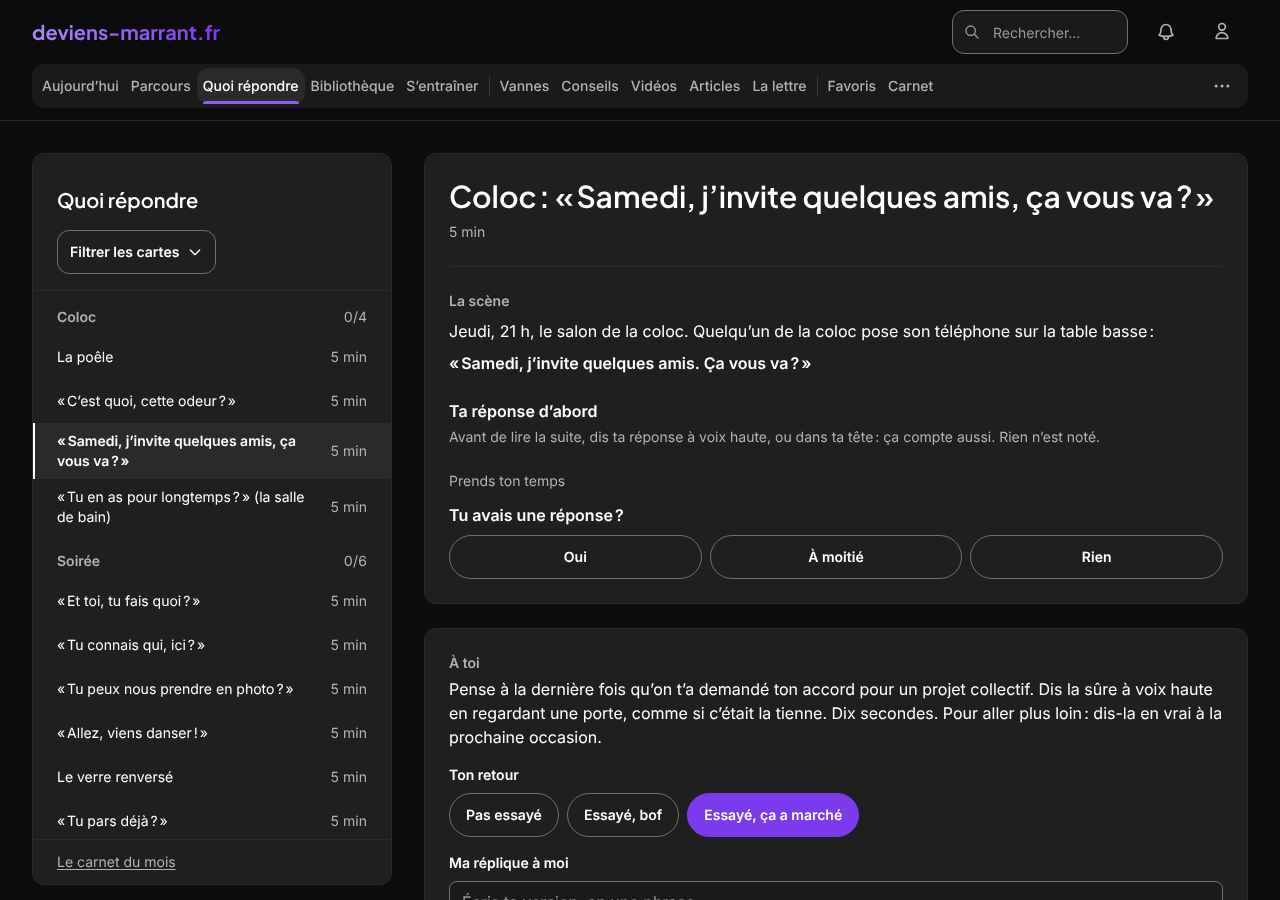 deviens-marrant.fr
Rechercher…
Aujourd’hui Parcours Quoi répondre Bibliothèque S’entraîner Vannes Conseils Vidéos Articles La lettre Favoris Carnet
Quoi répondre
Filtrer les cartes
Coloc 0/4
La poêle 5 min
« C’est quoi, cette odeur ? » 5 min
« Samedi, j’invite quelques amis, ça
vous va ? » 5 min
« Tu en as pour longtemps ? » (la salle
de bain) 5 min
Soirée 0/6
« Et toi, tu fais quoi ? » 5 min
« Tu connais qui, ici ? » 5 min
« Tu peux nous prendre en photo ? » 5 min
« Allez, viens danser ! » 5 min
Le verre renversé 5 min
« Tu pars déjà ? » 5 min
Le carnet du mois
Coloc : « Samedi, j’invite quelques amis, ça vous va ? »
5 min
La scène
Jeudi, 21 h, le salon de la coloc. Quelqu’un de la coloc pose son téléphone sur la table basse :
« Samedi, j’invite quelques amis. Ça vous va ? »
Ta réponse d’abord
Avant de lire la suite, dis ta réponse à voix haute, ou dans ta tête : ça compte aussi. Rien n’est noté.
Prends ton temps
Tu avais une réponse ?
Oui À moitié Rien
À toi
Pense à la dernière fois qu’on t’a demandé ton accord pour un projet collectif. Dis la sûre à voix haute
en regardant une porte, comme si c’était la tienne. Dix secondes. Pour aller plus loin : dis-la en vrai à la
prochaine occasion.
Ton retour
Pas essayé Essayé, bof Essayé, ça a marché
Ma réplique à moi
Écris ta version, en une phrase